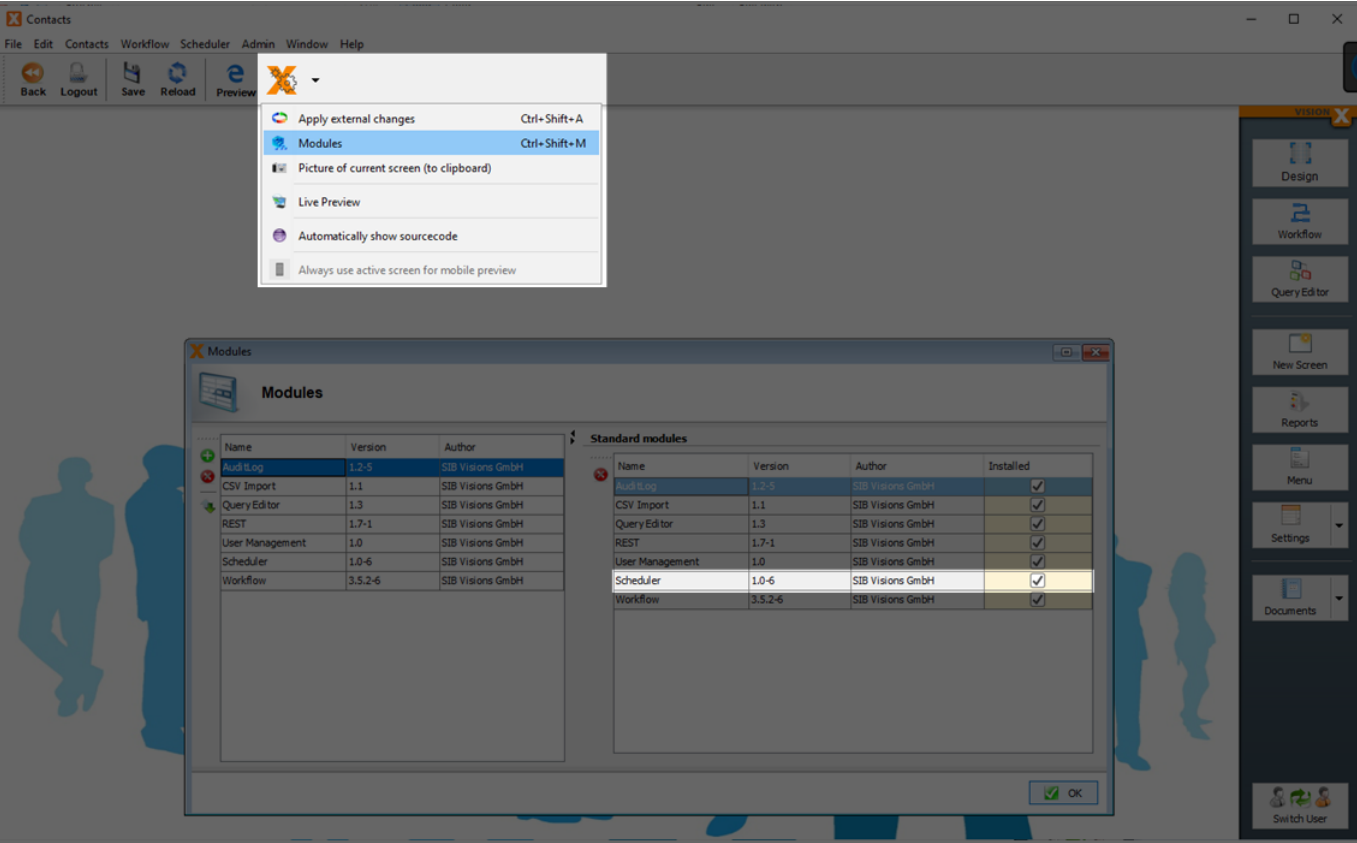 Contacts
File Edit Contacts Workflow Scheduler Admin Window Help
Back Logout Save Reload Preview
Apply external changes Ctrl+Shift+A
Modules Ctrl+Shift+M
Picture of current screen (to clipboard)
Live Preview
Automatically show sourcecode
Always use active screen for mobile preview
VISION X
Design
Workflow
Query Editor
New Screen
Reports
Menu
Settings
Documents
Switch User
Modules
Modules
Name Version Author
AuditLog 1.2-5 SIB Visions GmbH
CSV Import 1.1 SIB Visions GmbH
Query Editor 1.3 SIB Visions GmbH
REST 1.7-1 SIB Visions GmbH
User Management 1.0 SIB Visions GmbH
Scheduler 1.0-6 SIB Visions GmbH
Workflow 3.5.2-6 SIB Visions GmbH
Standard modules
Name Version Author Installed
AuditLog 1.2-5 SIB Visions GmbH
CSV Import 1.1 SIB Visions GmbH
Query Editor 1.3 SIB Visions GmbH
REST 1.7-1 SIB Visions GmbH
User Management 1.0 SIB Visions GmbH
Scheduler 1.0-6 SIB Visions GmbH
Workflow 3.5.2-6 SIB Visions GmbH
OK